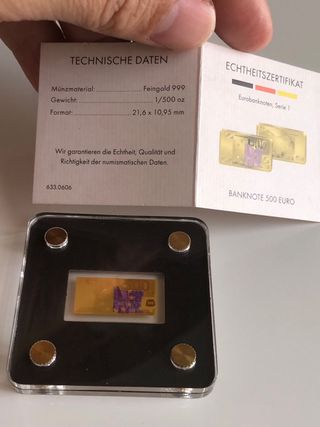 TECHNISCHE DATEN
Münzmaterial: Feingold 999
Gewicht: 1/500 oz
Format: 21,6 x 10,95 mm
Wir garantieren die Echtheit, Qualität und
Richtigkeit der numismatischen Daten.
633.0606
ECHTHEITSZERTIFIKAT
Eurobanknoten, Serie 1
BANKNOTE 500 EURO